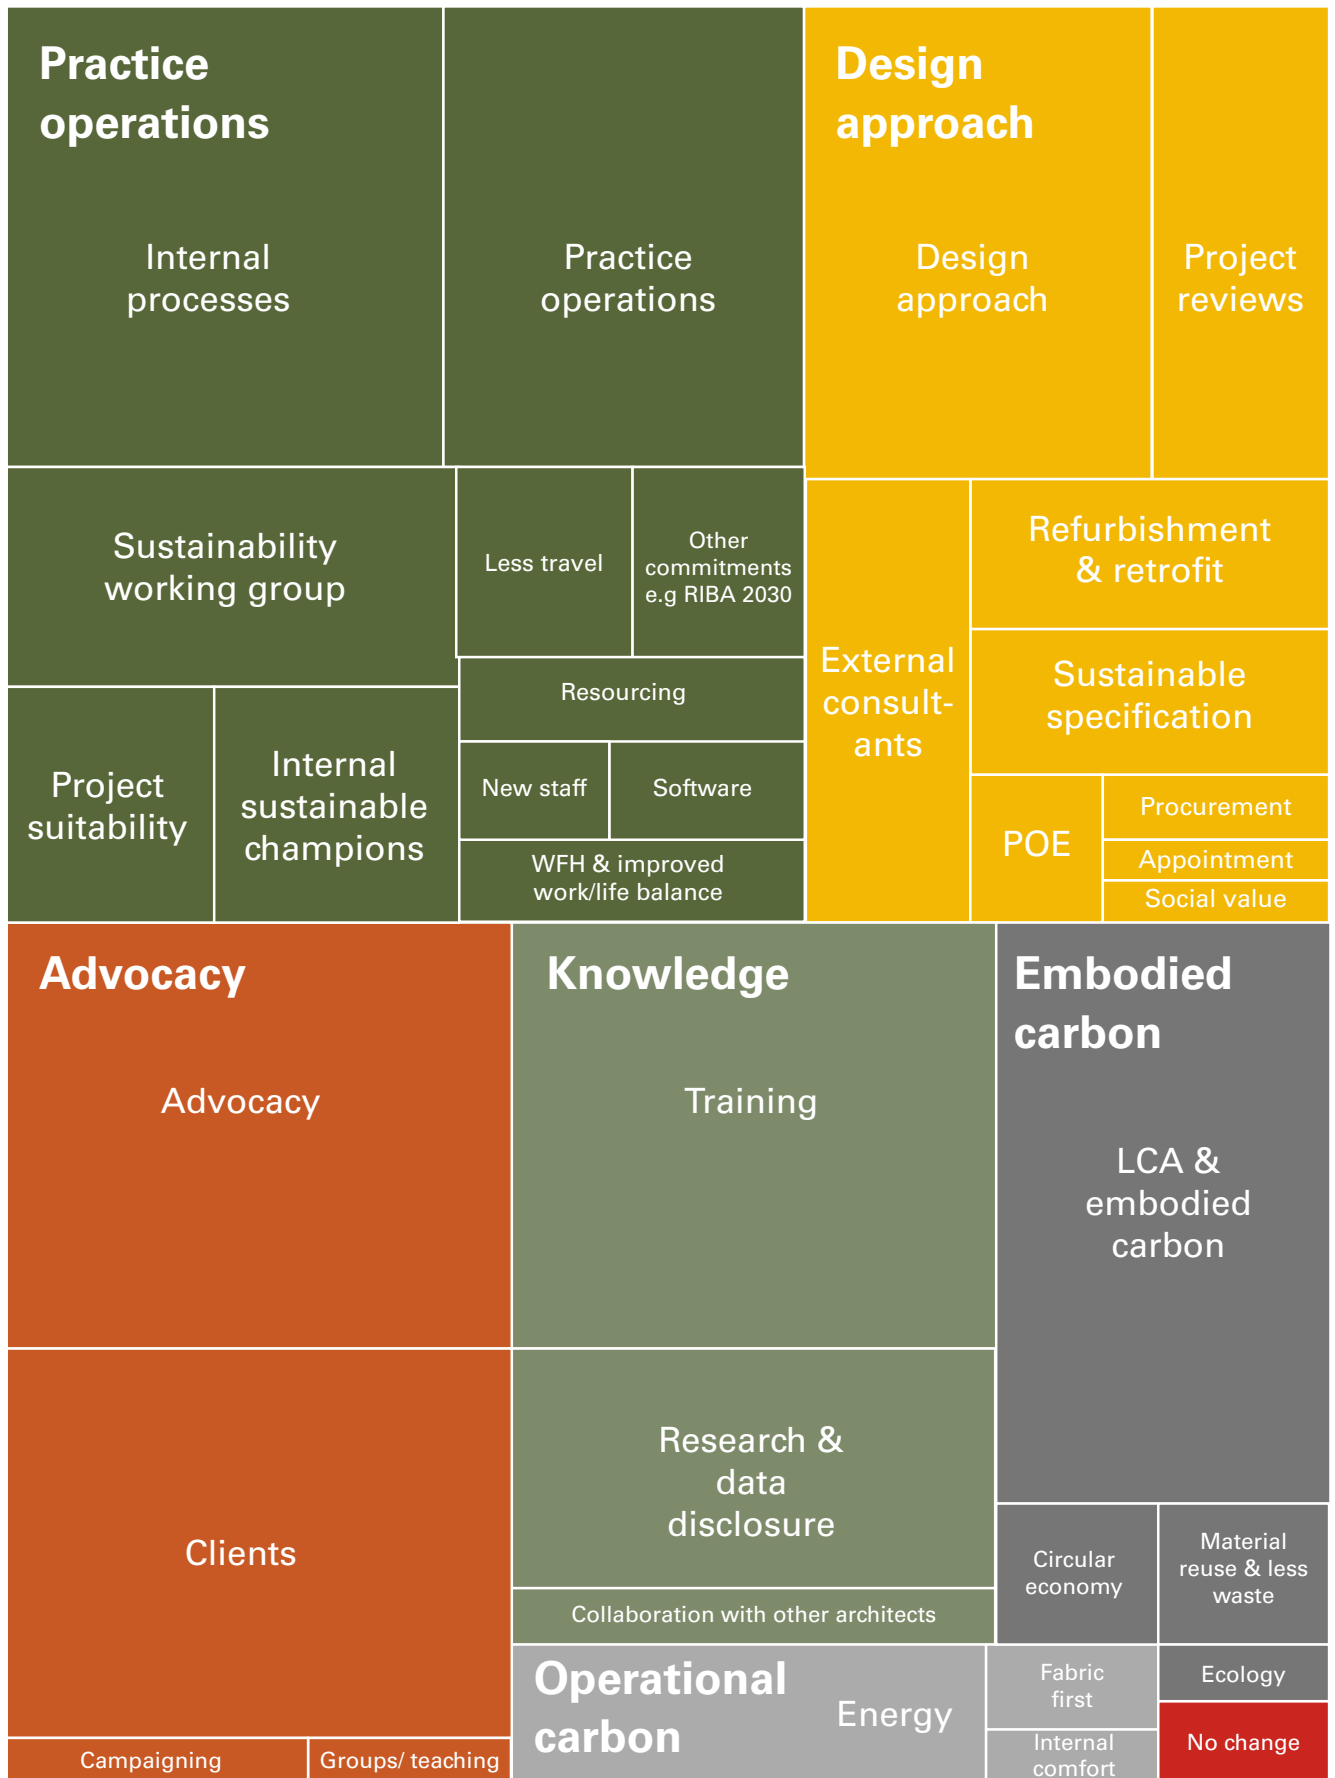 Practice
operations
Internal
processes
Practice
operations
Sustainability
working group
Less travel
Other
commitments
e.g RIBA 2030
Resourcing
Project
suitability
Internal
sustainable
champions
New staff
Software
WFH & improved
work/life balance
Design
approach
Design
approach
Project
reviews
External
consult-
ants
Refurbishment
& retrofit
Sustainable
specification
POE
Procurement
Appointment
Social value
Advocacy
Advocacy
Clients
Campaigning
Groups/ teaching
Knowledge
Training
Research &
data
disclosure
Collaboration with other architects
Embodied
carbon
LCA &
embodied
carbon
Circular
economy
Material
reuse & less
waste
Ecology
Operational
carbon
Energy
Fabric
first
Internal
comfort
No change